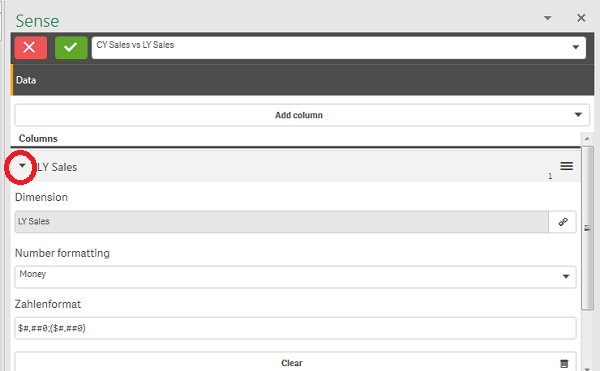 Sense
CY Sales vs LY Sales
Data
Add column
Columns
LY Sales
1
Dimension
LY Sales
Number formatting
Money
Zahlenformat
$#,##0;($#,##0)
Clear